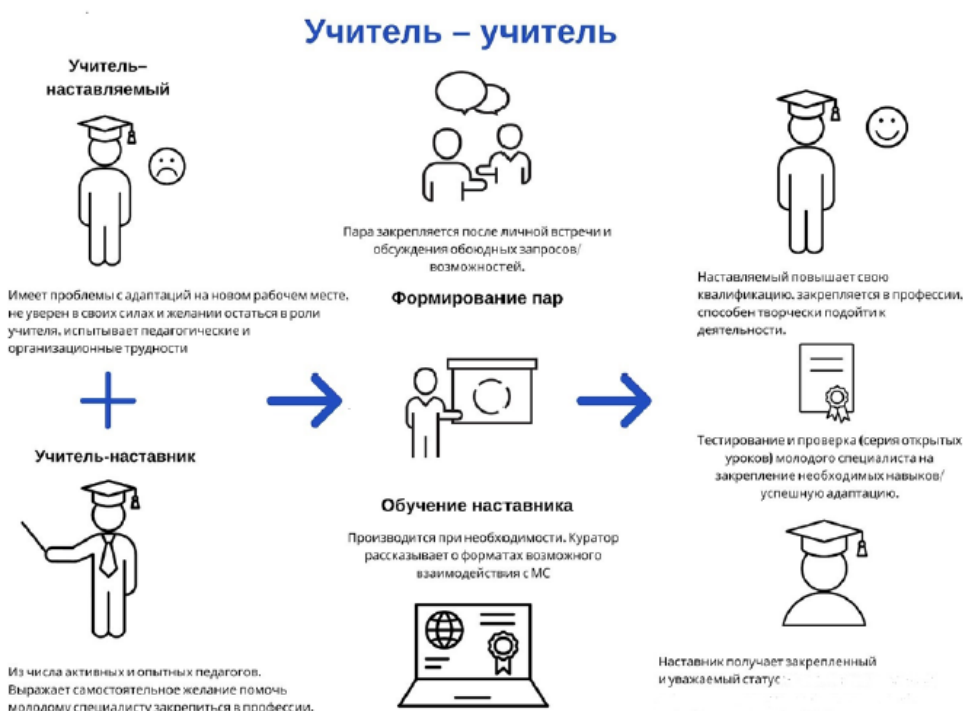 Учитель – учитель
Учитель–
наставляемый
Имеет проблемы с адаптаций на новом рабочем месте,
не уверен в своих силах и желании остаться в роли
учителя, испытывает педагогические и
организационные трудности
Учитель-наставник
Из числа активных и опытных педагогов.
Выражает самостоятельное желание помочь
молодому специалисту закрепиться в профессии.
Пара закрепляется после личной встречи и
обсуждения обоюдных запросов/
возможностей.
Формирование пар
Обучение наставника
Производится при необходимости. Куратор
рассказывает о форматах возможного
взаимодействия с МС
Наставляемый повышает свою
квалификацию, закрепляется в профессии,
способен творчески подойти к
деятельности.
Тестирование и проверка (серия открытых
уроков) молодого специалиста на
закрепление необходимых навыков/
успешную адаптацию.
Наставник получает закрепленный
и уважаемый статус